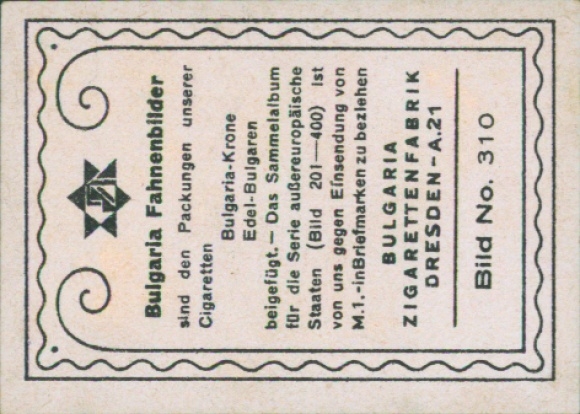 Bulgaria Fahnenbilder
sind den Packungen unserer
Cigaretten
Bulgaria-Krone
Edel-Bulgaren
beigefügt.— Das Sammelalbum
für die Serie außereuropäische
Staaten (Bild 201—400) ist
von uns gegen Einsendung von
M.1.-in Briefmarken zu beziehen
BULGARIA
ZIGARETTENFABRIK
DRESDEN-A.21
Bild No. 310